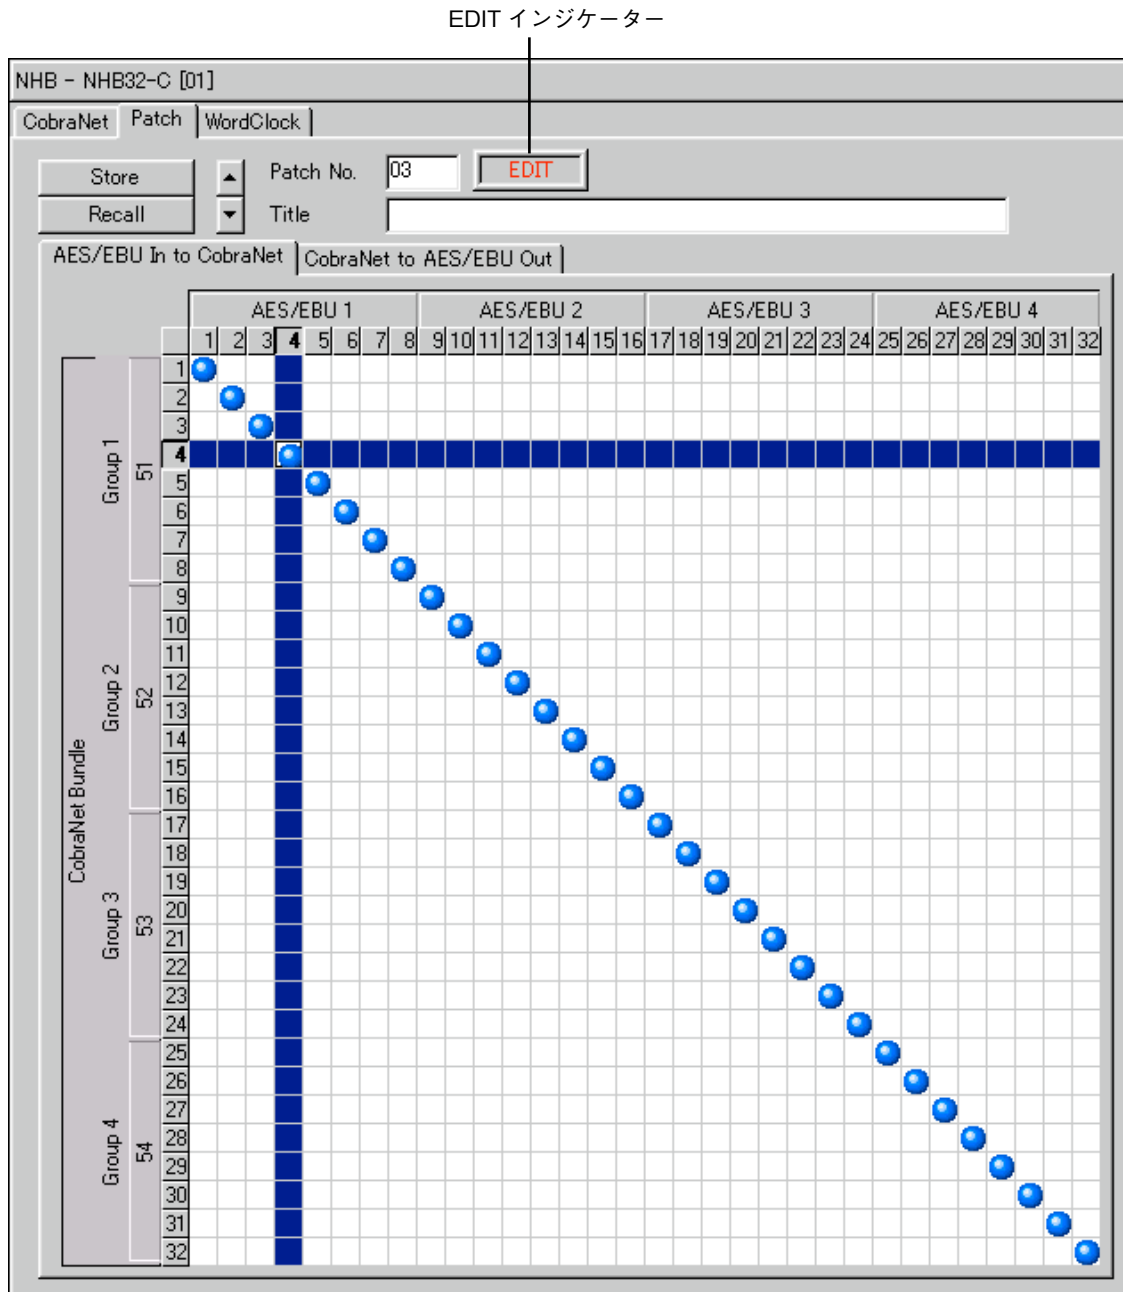 EDIT インジケーター
NHB - NHB32-C [01]
CobraNet Patch WordClock
Store ▲ Patch No. 03 EDIT
Recall ▼ Title
AES/EBU In to CobraNet CobraNet to AES/EBU Out
AES/EBU 1 AES/EBU 2 AES/EBU 3 AES/EBU 4
1 2 3 4 5 6 7 8 9 10 11 12 13 14 15 16 17 18 19 20 21 22 23 24 25 26 27 28 29 30 31 32
CobraNet Bundle
Group 1
51
1
2
3
4
5
6
7
8
Group 2
52
9
10
11
12
13
14
15
16
Group 3
53
17
18
19
20
21
22
23
24
Group 4
54
25
26
27
28
29
30
31
32